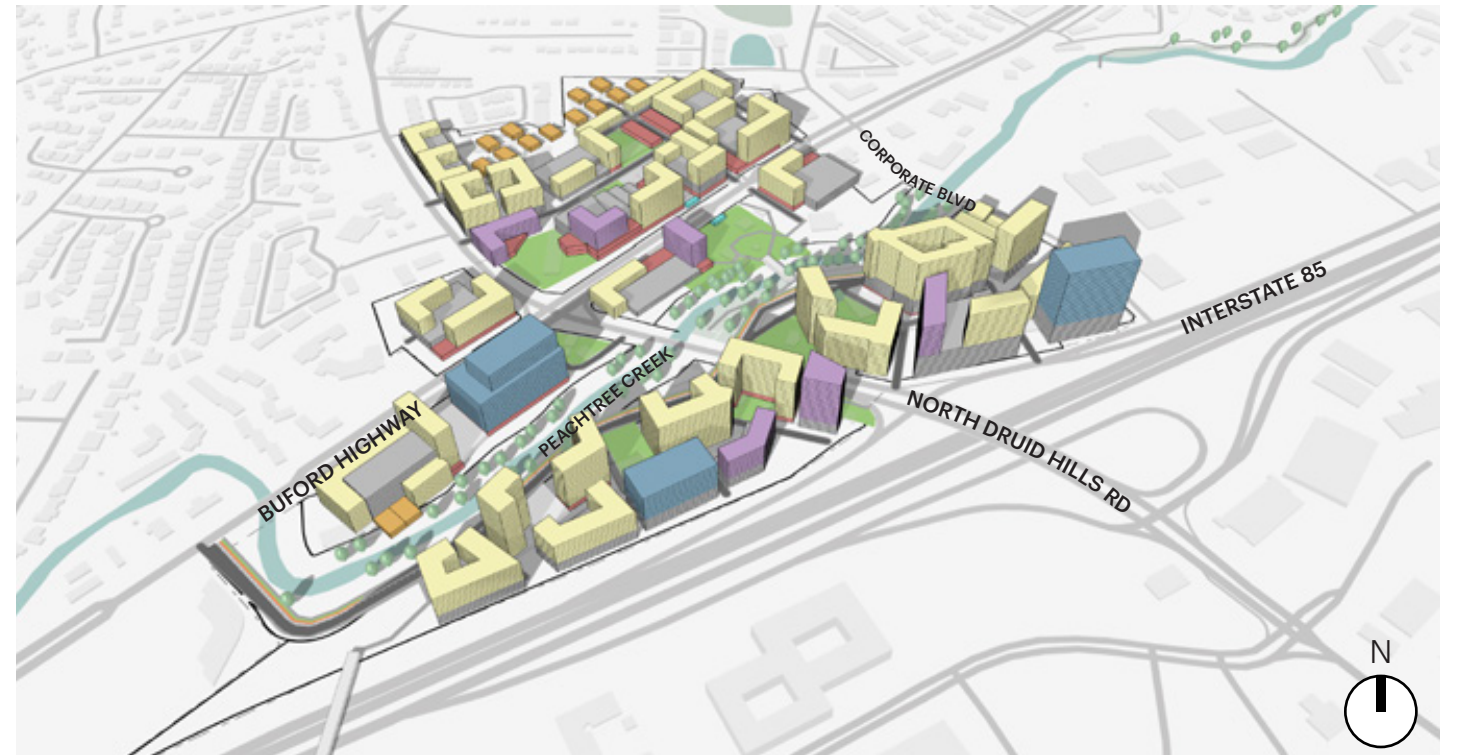 CORPORATE BLVD
INTERSTATE 85
PEACHTREE CREEK
NORTH DRUID HILLS RD
BUFORD HIGHWAY
N